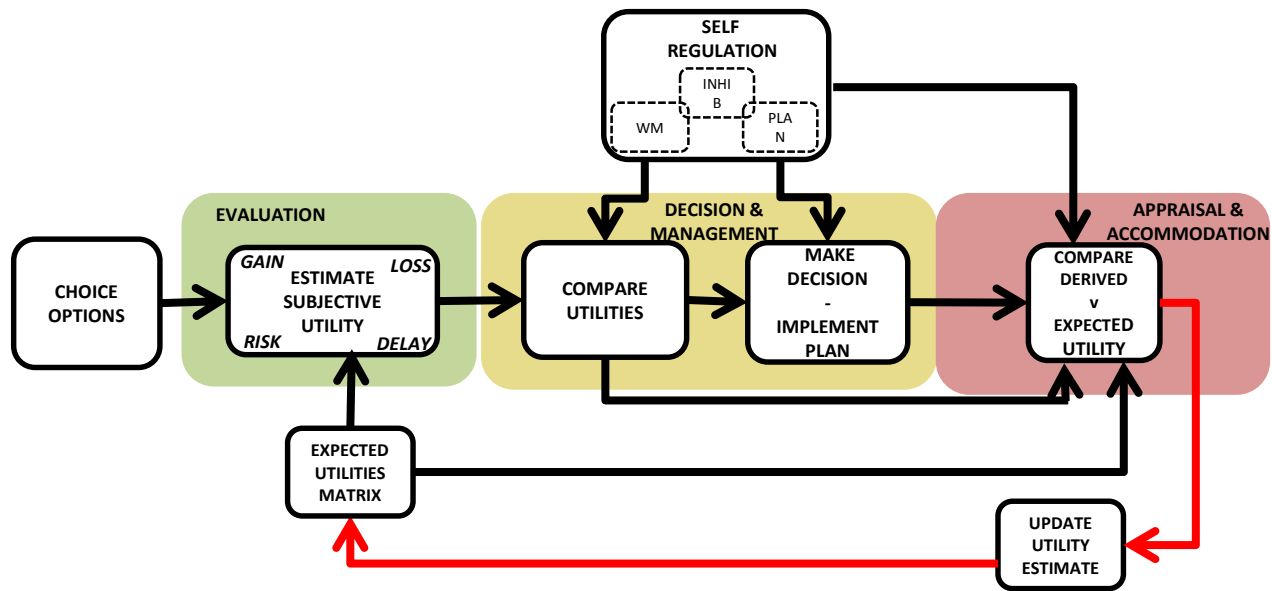 SELF
REGULATION
INHI
B
WM
PLA
N
EVALUATION
DECISION &
MANAGEMENT
APPRAISAL &
ACCOMMODATION
CHOICE
OPTIONS
GAIN
LOSS
ESTIMATE
SUBJECTIVE
UTILITY
RISK
DELAY
COMPARE
UTILITIES
MAKE
DECISION
-
IMPLEMENT
PLAN
COMPARE
DERIVED
v
EXPECTED
UTILITY
EXPECTED
UTILITIES
MATRIX
UPDATE
UTILITY
ESTIMATE